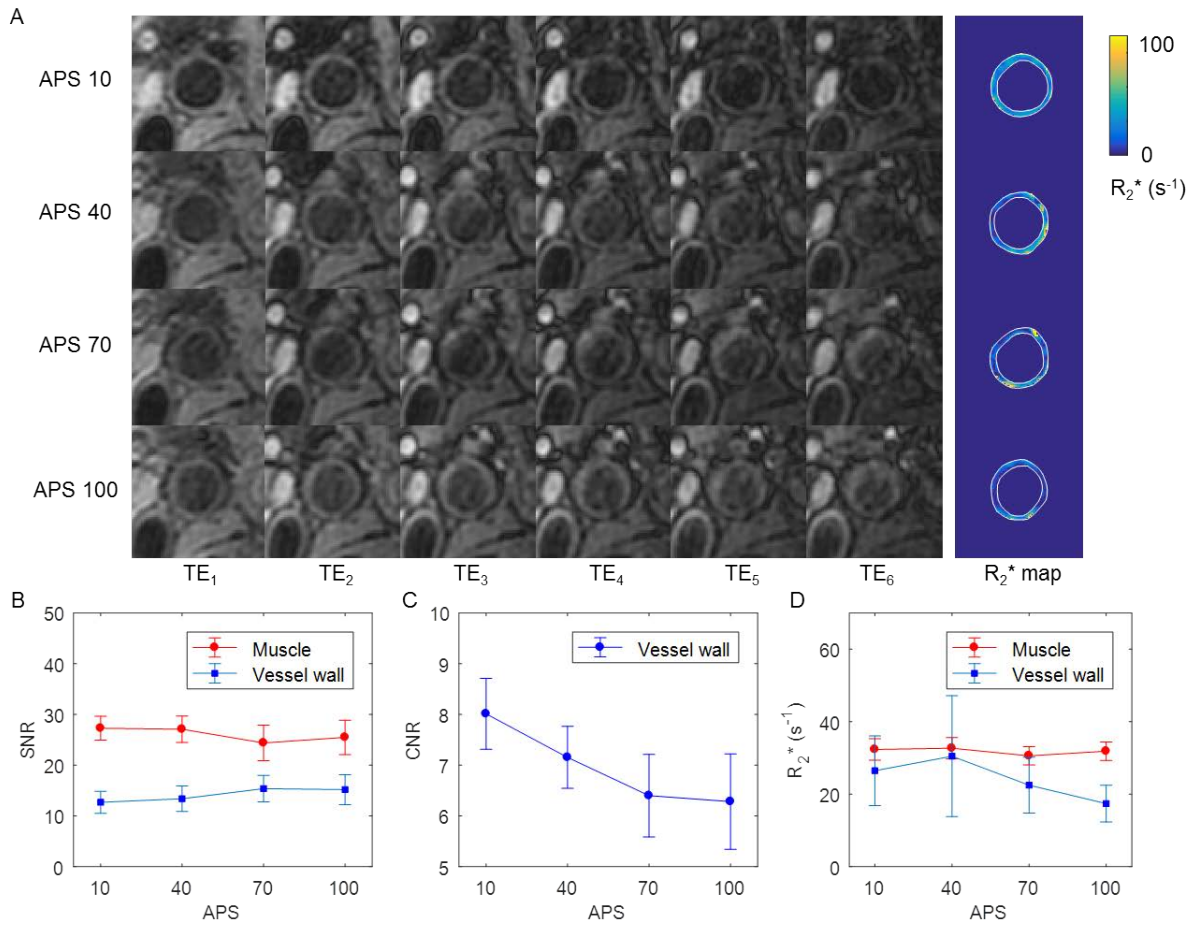 A
APS 10
APS 40
APS 70
APS 100
TE₁ TE₂ TE₃ TE₄ TE₅ TE₆ R₂* map
100
0
R₂* (s⁻¹)
B
50
40
30
20
10
0
SNR
10 40 70 100
APS
Muscle
Vessel wall
C
10
9
8
7
6
5
CNR
10 40 70 100
APS
Vessel wall
D
60
40
20
0
R₂* (s⁻¹)
10 40 70 100
APS
Muscle
Vessel wall